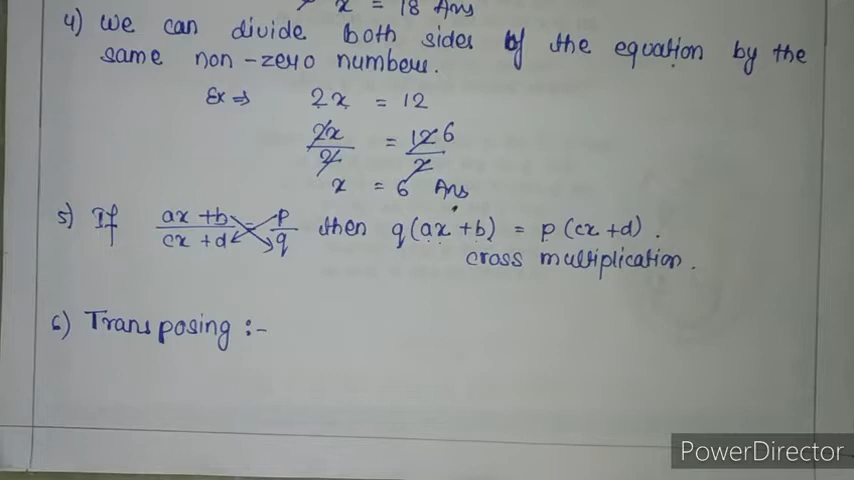 x = 18 Ans
4) we can divide both sides of the equation by the
same non-zero numbers.
Ex ⇒ 2x = 12
2x/2 = 12/2 6
x = 6 Ans
5) If ax+b/cx+d = p/q then q(ax+b) = p(cx+d).
cross multiplication.
6) Transposing :-
PowerDirector